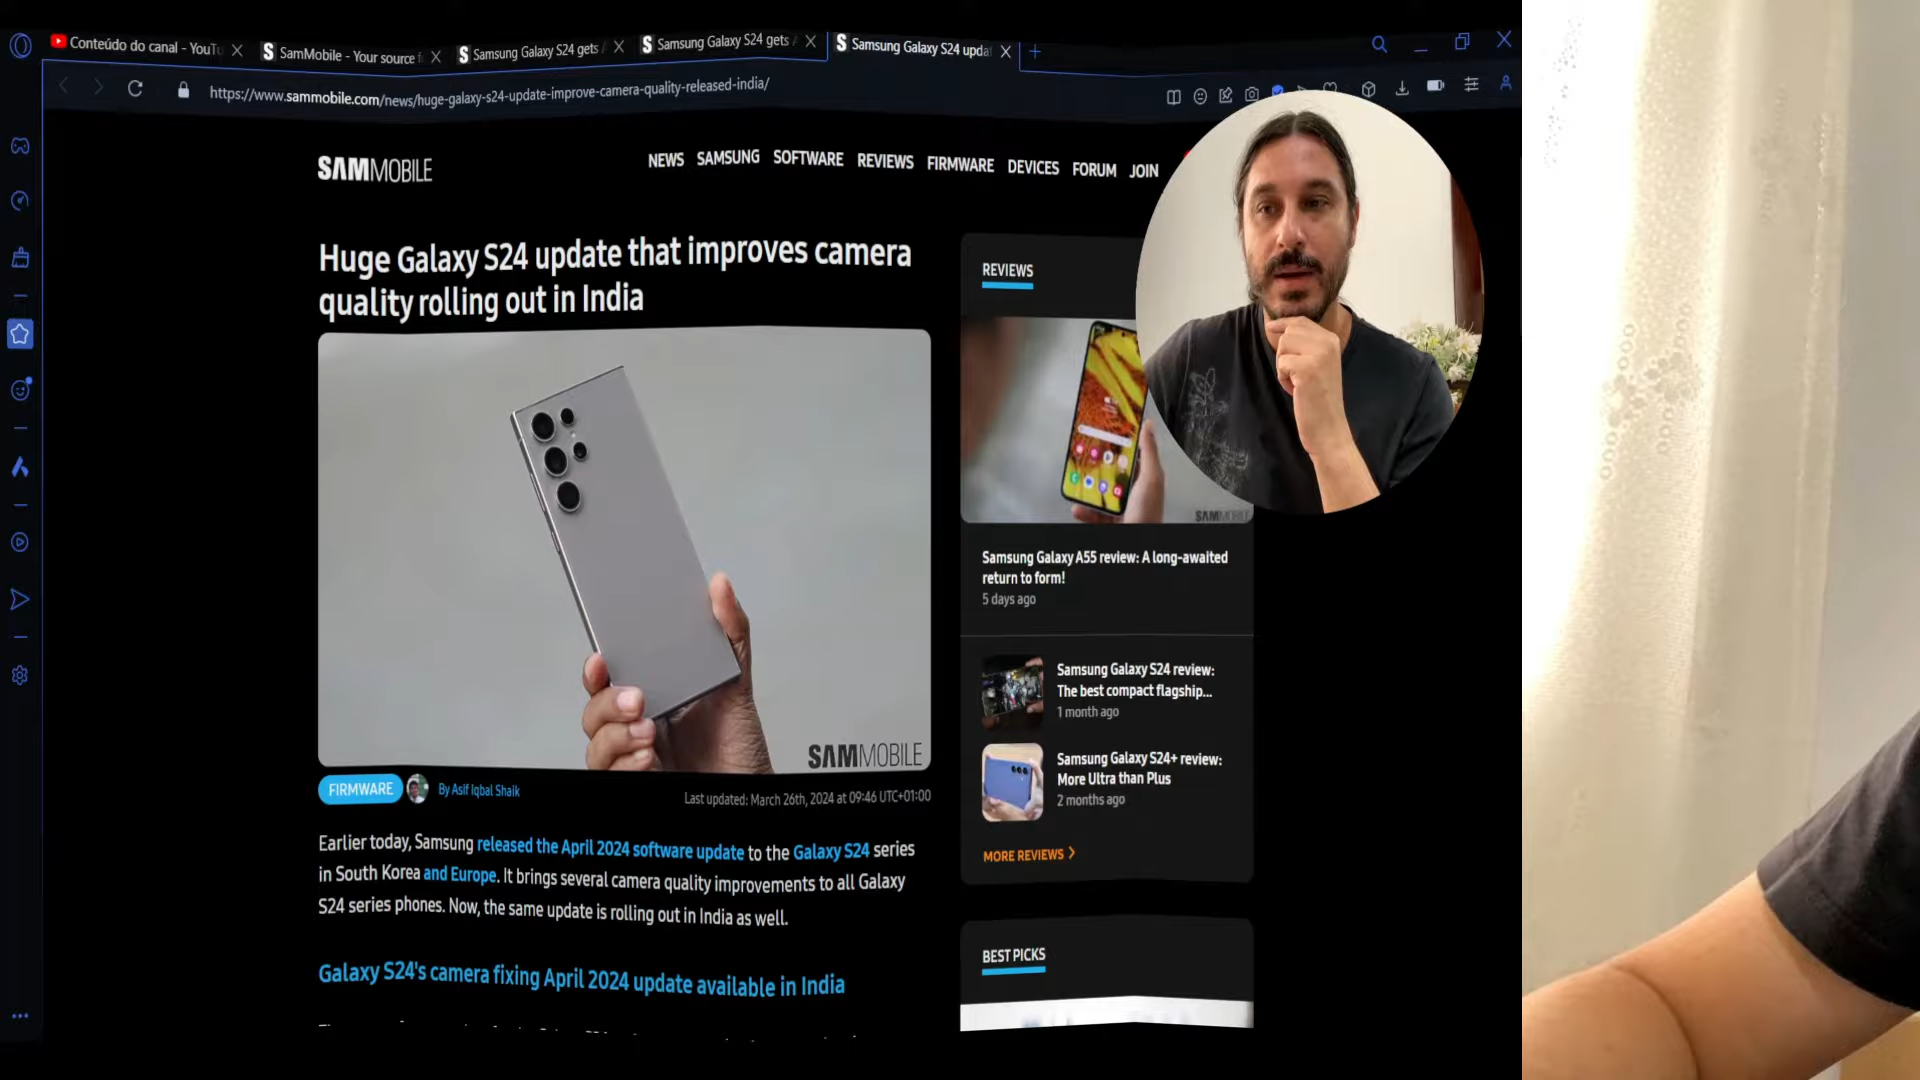 Conteúdo do canal - YouTu
SamMobile - Your source f
Samsung Galaxy S24 gets
Samsung Galaxy S24 gets
Samsung Galaxy S24 upda
https://www.sammobile.com/news/huge-galaxy-s24-update-improve-camera-quality-released-india/
SAMMOBILE
NEWS SAMSUNG SOFTWARE REVIEWS FIRMWARE DEVICES FORUM JOIN
Huge Galaxy S24 update that improves camera
quality rolling out in India
SAMMOBILE
FIRMWARE
By Asif Iqbal Shaik
Last updated: March 26th, 2024 at 09:46 UTC+01:00
Earlier today, Samsung released the April 2024 software update to the Galaxy S24 series
in South Korea and Europe. It brings several camera quality improvements to all Galaxy
S24 series phones. Now, the same update is rolling out in India as well.
Galaxy S24's camera fixing April 2024 update available in India
REVIEWS
SAMMOBILE
Samsung Galaxy A55 review: A long-awaited
return to form!
5 days ago
Samsung Galaxy S24 review:
The best compact flagship...
1 month ago
Samsung Galaxy S24+ review:
More Ultra than Plus
2 months ago
MORE REVIEWS
BEST PICKS